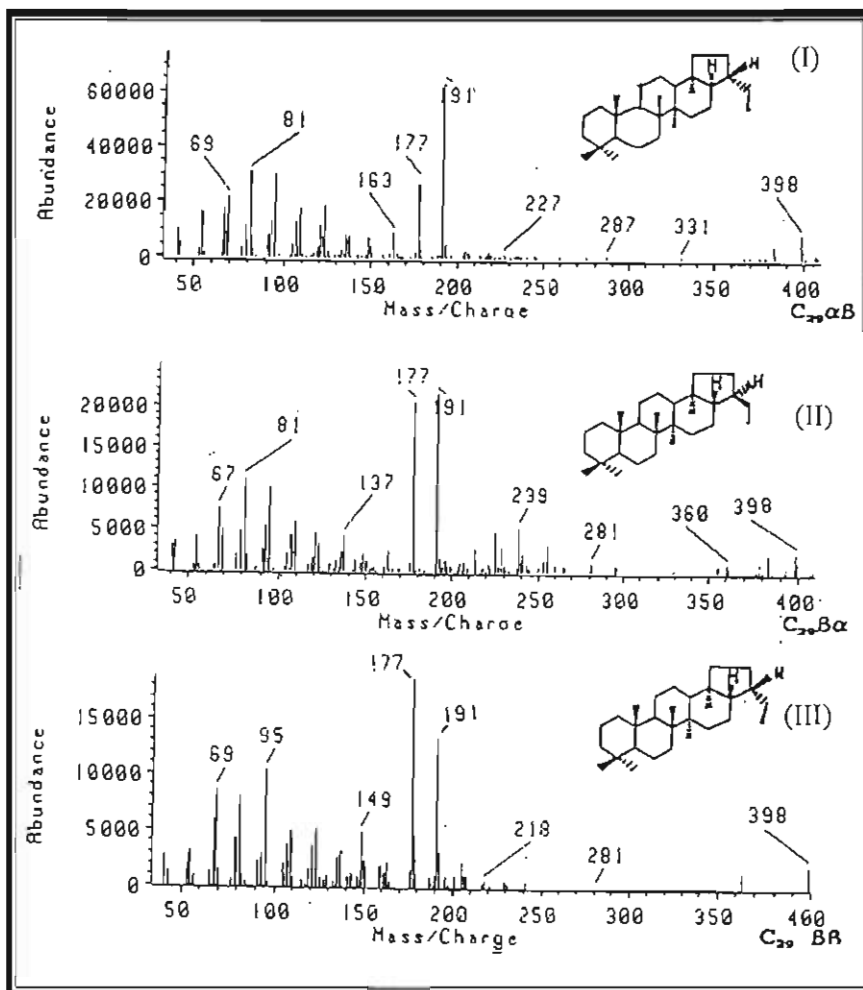 (I)
H
H
Abundance
60000
40000
20000
0
69
81
163
177
191
227
287
331
398
50 100 150 200 250 300 350 400
Mass/Charge
C₂₉αβ
(II)
H
H
Abundance
20000
15000
10000
5000
0
67
81
137
177
191
239
281
360
398
50 100 150 200 250 300 350 400
Mass/Charge
C₂₉βα
(III)
H
H
Abundance
15000
10000
5000
0
69
95
149
177
191
218
281
398
50 100 150 200 250 300 350 400
Mass/Charge
C₂₉ ββ